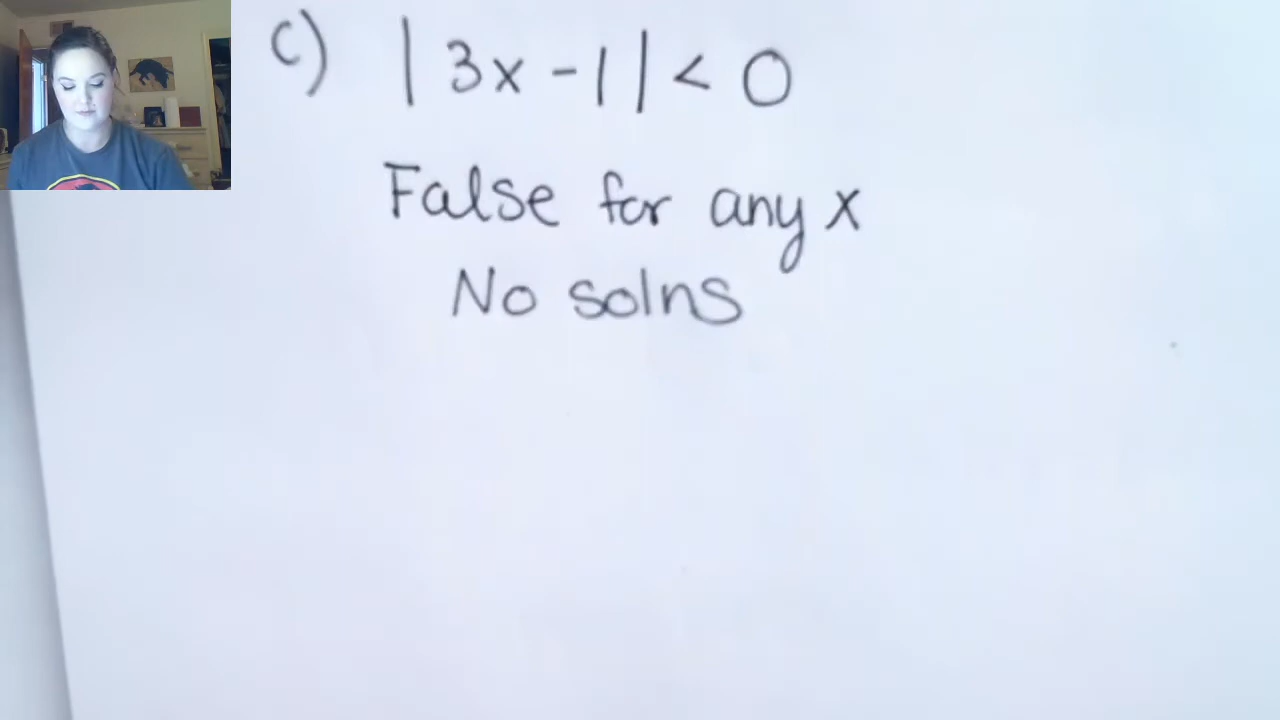 c) | 3x - 1 | < 0
False for any x
No solns